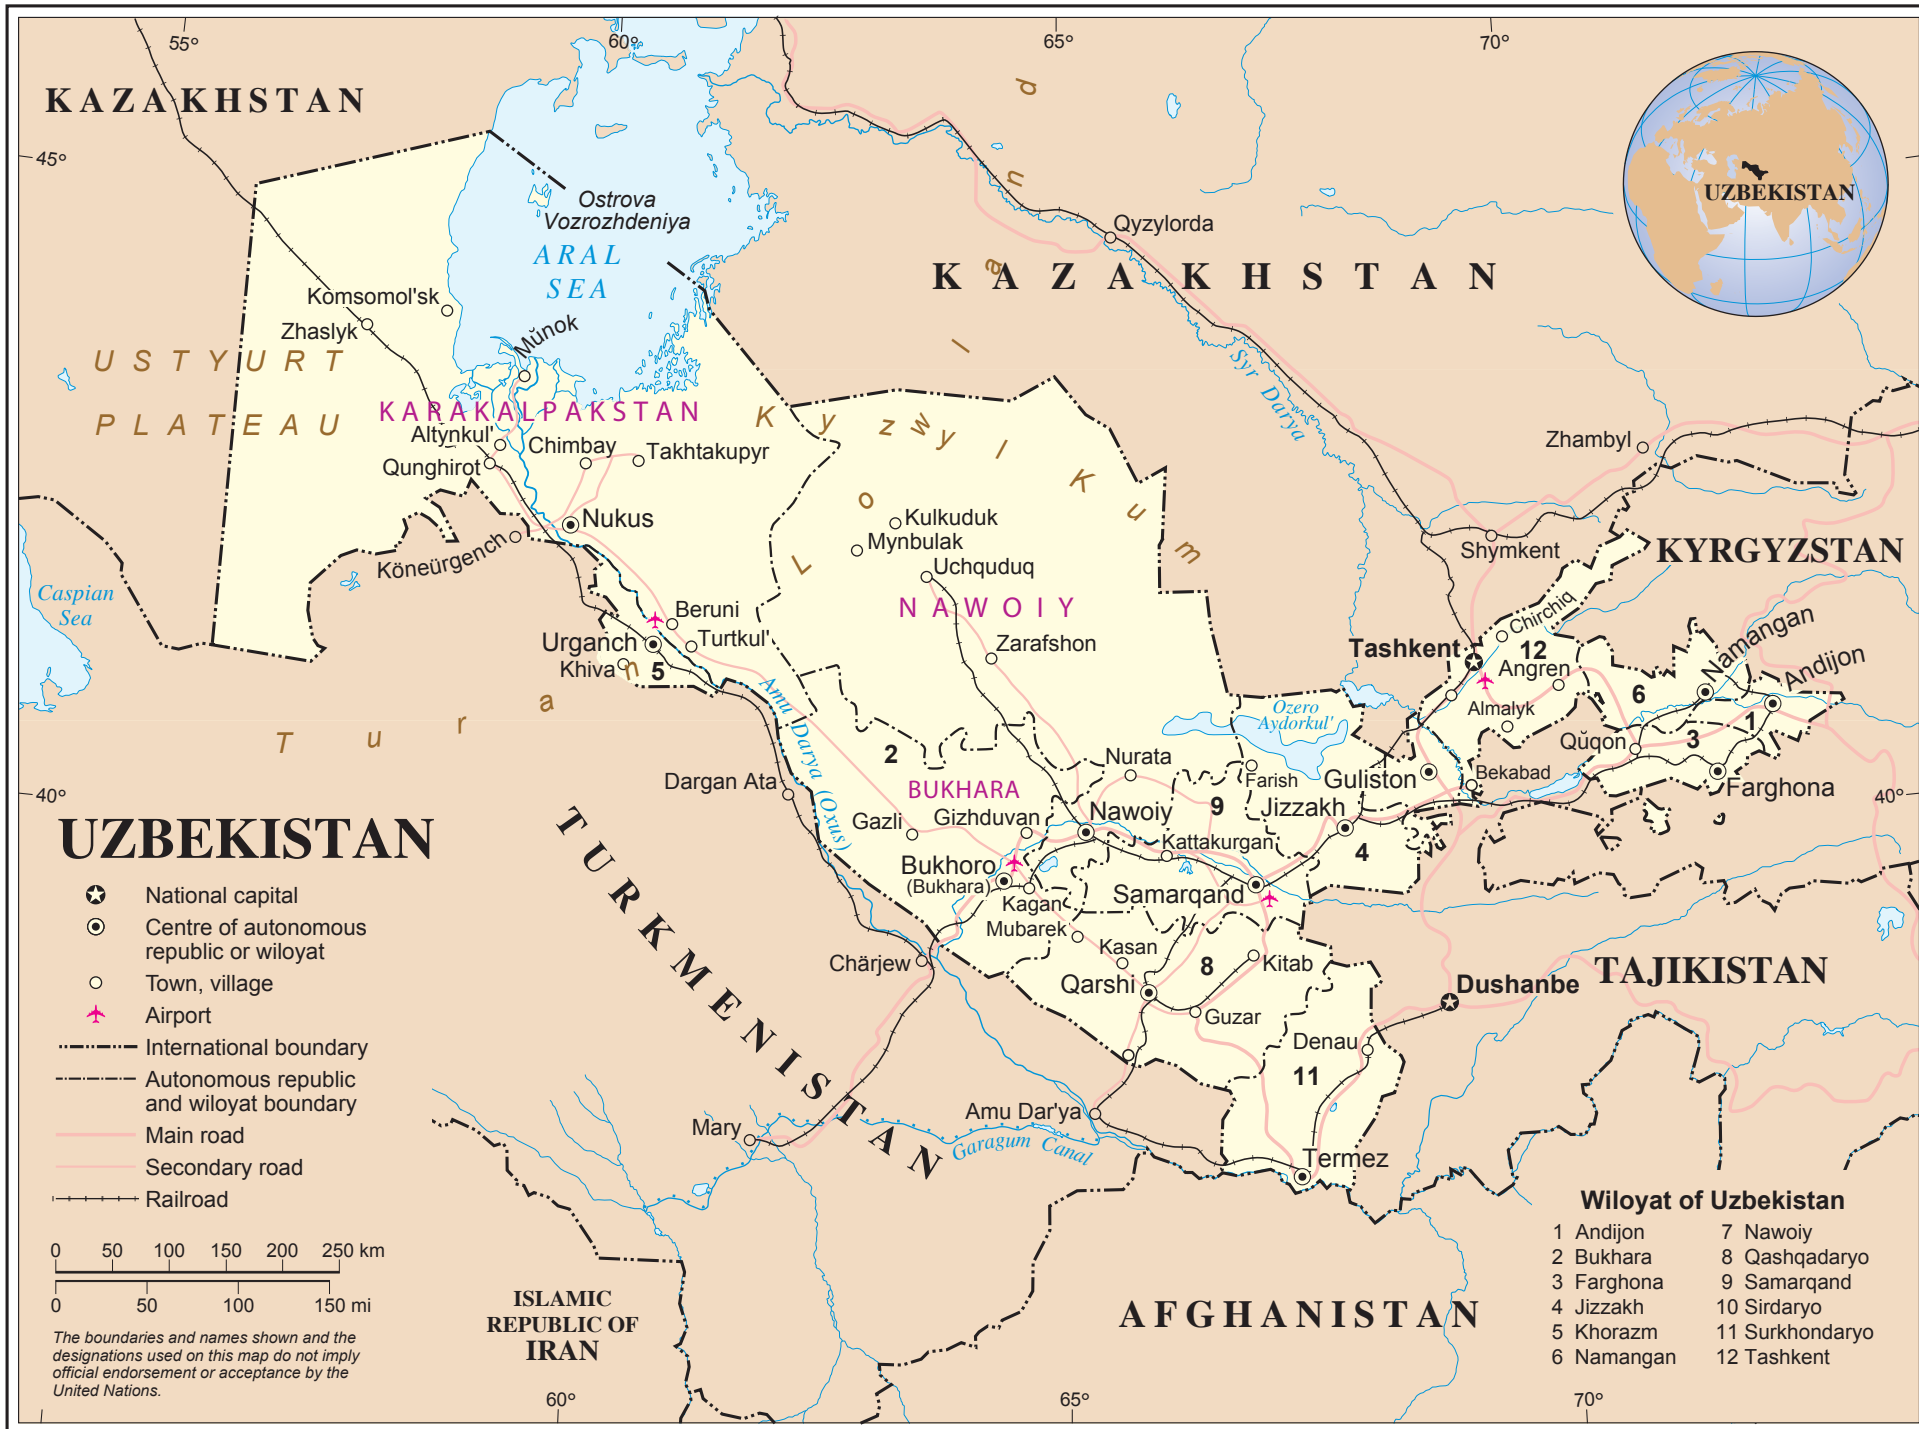 55°
60°
65°
70°
KAZAKHSTAN
45°
Ostrova
Vozrozhdeniya
ARAL
SEA
Qyzylorda
KAZAKHSTAN
UZBEKISTAN
Komsomol'sk
Zhaslyk
Mŭnok
USTYURT
PLATEAU
KARAKALPAKSTAN
Syr Darya
Kyzyl Kum
Lowland
Turan
Altynkul'
Chimbay
Takhtakupyr
Qunghirot
Zhambyl
Nukus
Kulkuduk
Mynbulak
Köneürgench
Shymkent
KYRGYZSTAN
Uchquduq
Caspian
Sea
NAWOIY
Beruni
Chirchiq
Urganch
Turtkul'
Zarafshon
Tashkent
12
Namangan
Andijon
Khiva
5
Angren
6
Amu Darya (Oxus)
Ozero
Aydorkul'
Almalyk
1
2
Qŭqon
3
Nurata
Farish
Guliston
Bekabad
Dargan Ata
BUKHARA
Farghona
40°
40°
9
Jizzakh
Gazli
Gizhduvan
Nawoiy
Kattakurgan
4
Bukhoro
(Bukhara)
Samarqand
Kagan
Mubarek
Kasan
Chärjew
8
Kitab
TAJIKISTAN
Qarshi
Dushanbe
Guzar
Denau
TURKMENISTAN
11
Amu Dar'ya
Mary
Garagum Canal
Termez
UZBEKISTAN
National capital
Centre of autonomous
republic or wiloyat
Town, village
Airport
International boundary
Autonomous republic
and wiloyat boundary
Main road
Secondary road
Railroad
0 50 100 150 200 250 km
0 50 100 150 mi
The boundaries and names shown and the
designations used on this map do not imply
official endorsement or acceptance by the
United Nations.
ISLAMIC
REPUBLIC OF
IRAN
AFGHANISTAN
Wiloyat of Uzbekistan
1 Andijon
2 Bukhara
3 Farghona
4 Jizzakh
5 Khorazm
6 Namangan
7 Nawoiy
8 Qashqadaryo
9 Samarqand
10 Sirdaryo
11 Surkhondaryo
12 Tashkent
60°
65°
70°